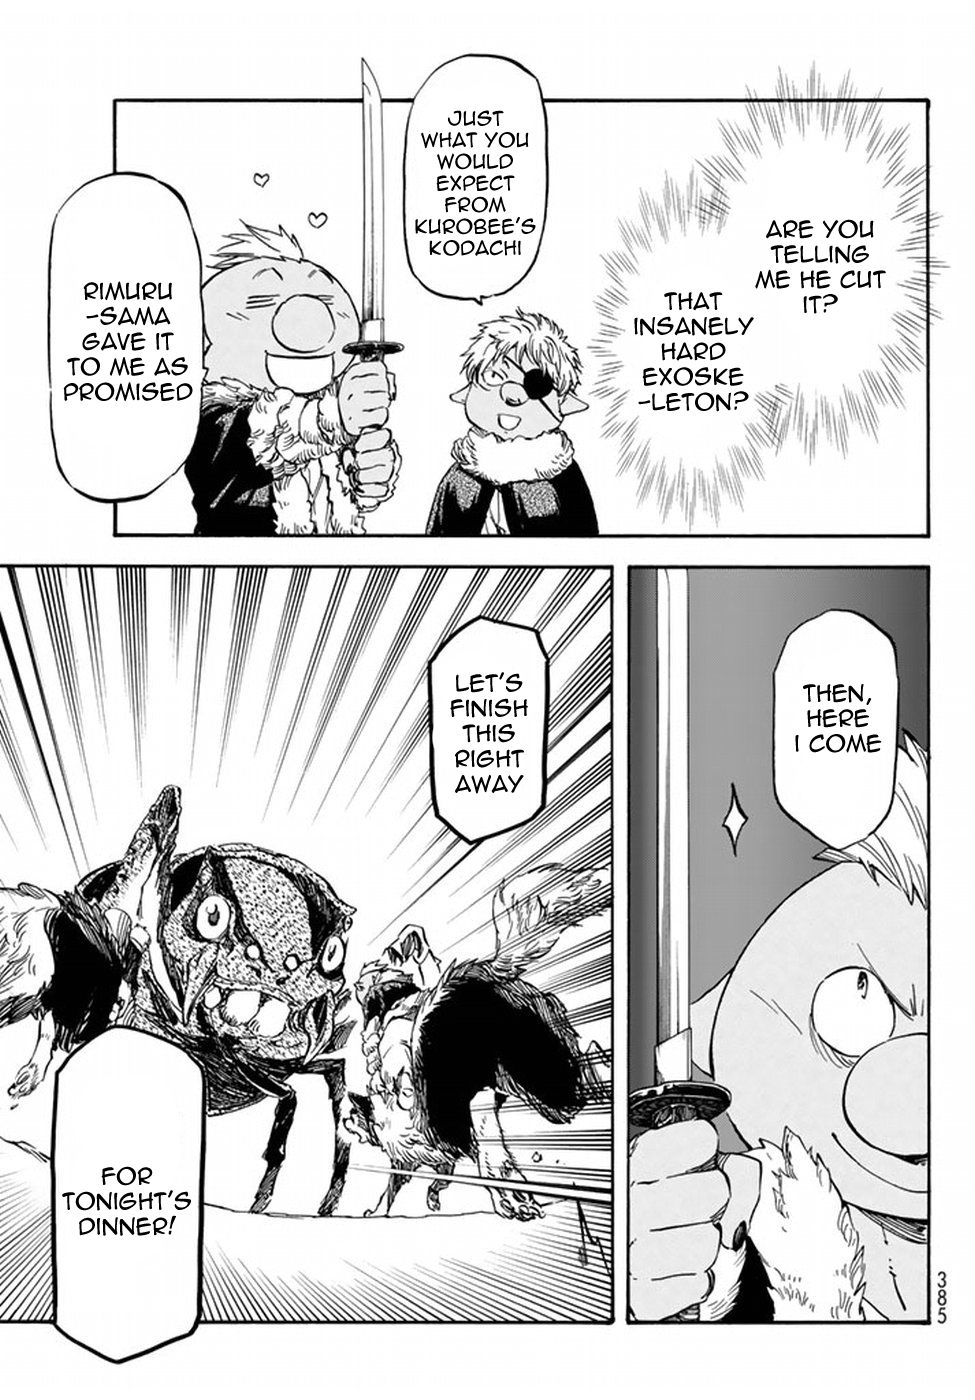 ARE YOU
TELLING
ME HE CUT
IT?
THAT
INSANELY
HARD
EXOSKE
-LETON?
JUST
WHAT YOU
WOULD
EXPECT
FROM
KUROBEE'S
KODACHI
RIMURU
-SAMA
GAVE IT
TO ME AS
PROMISED
THEN,
HERE
I COME
LET'S
FINISH
THIS
RIGHT
AWAY
FOR
TONIGHT'S
DINNER!
385